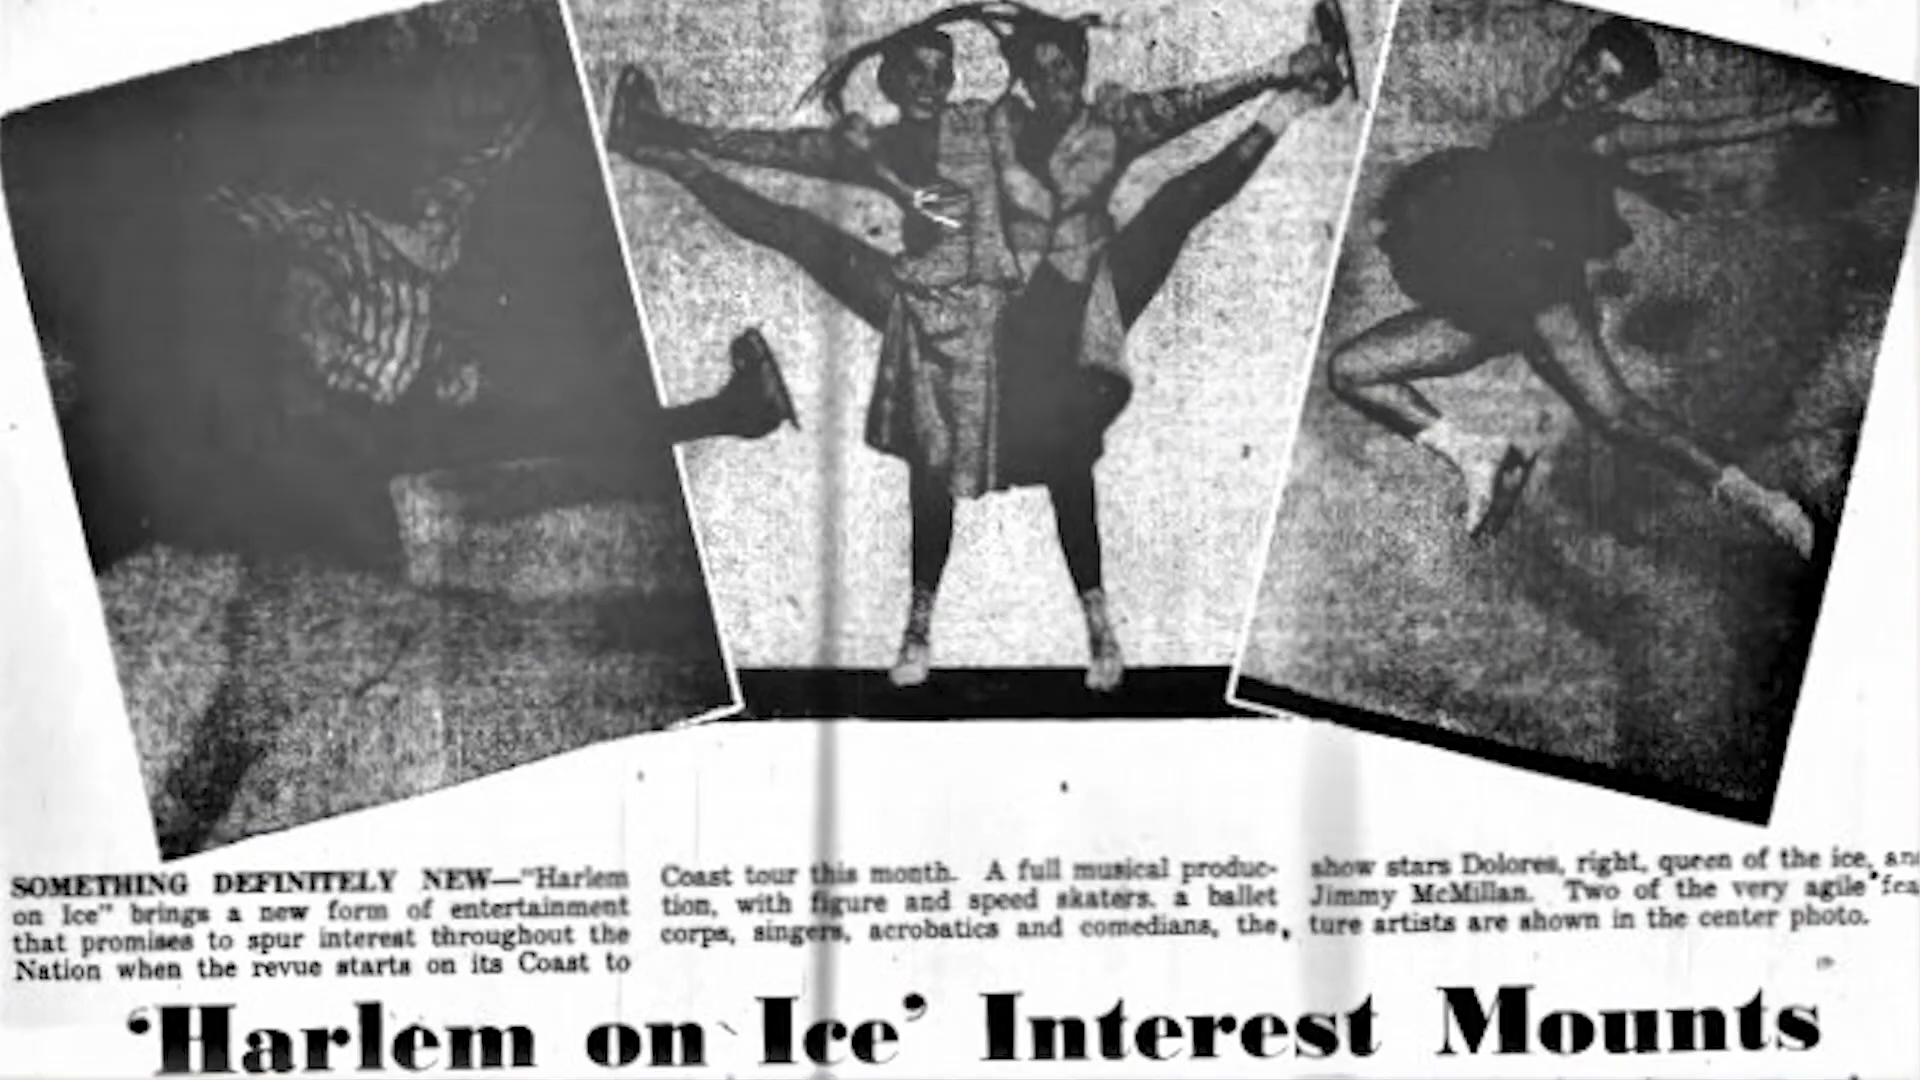 SOMETHING DEFINITELY NEW—"Harlem
on Ice" brings a new form of entertainment
that promises to spur interest throughout the
Nation when the revue starts on its Coast to
Coast tour this month. A full musical produc-
tion, with figure and speed skaters, a ballet
corps, singers, acrobatics and comedians, the
show stars Dolores, right, queen of the ice, an
Jimmy McMillan. Two of the very agile fea
ture artists are shown in the center photo.
'Harlem on Ice' Interest Mounts